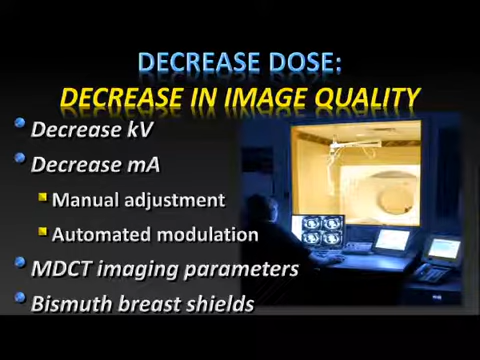 DECREASE DOSE:
DECREASE IN IMAGE QUALITY
Decrease kV
Decrease mA
Manual adjustment
Automated modulation
MDCT imaging parameters
Bismuth breast shields